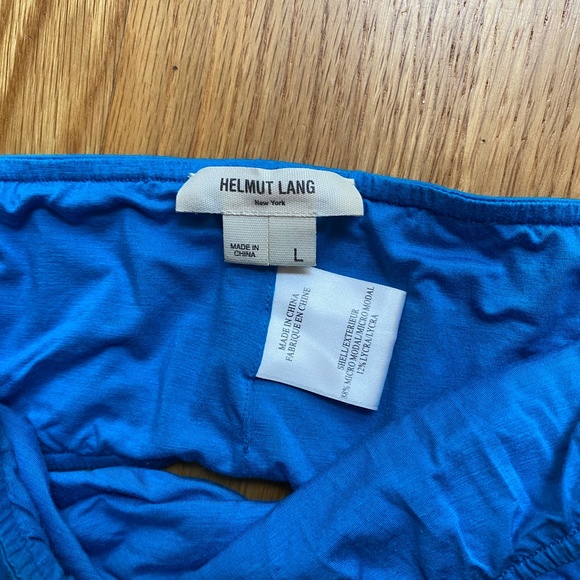 HELMUT LANG
New York
MADE IN
CHINA
L
MADE IN CHINA
FABRIQUE EN CHINE
SHELL/EXTERIEUR
88% MICRO MODAL/MICRO MODAL
12% LYCRA/LYCRA